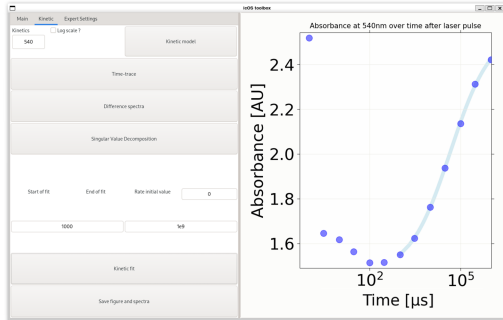 icOS toolbox
Main Kinetic Expert Settings
Kinetics Log scale ?
540
Kinetic model
Time-trace
Difference spectra
Singular Value Decomposition
Start of fit End of fit Rate initial value 0
1000 1e9
Kinetic fit
Save figure and spectra
Absorbance at 540nm over time after laser pulse
Absorbance [AU]
2.4
2.2
2.0
1.8
1.6
10² 10⁵
Time [µs]